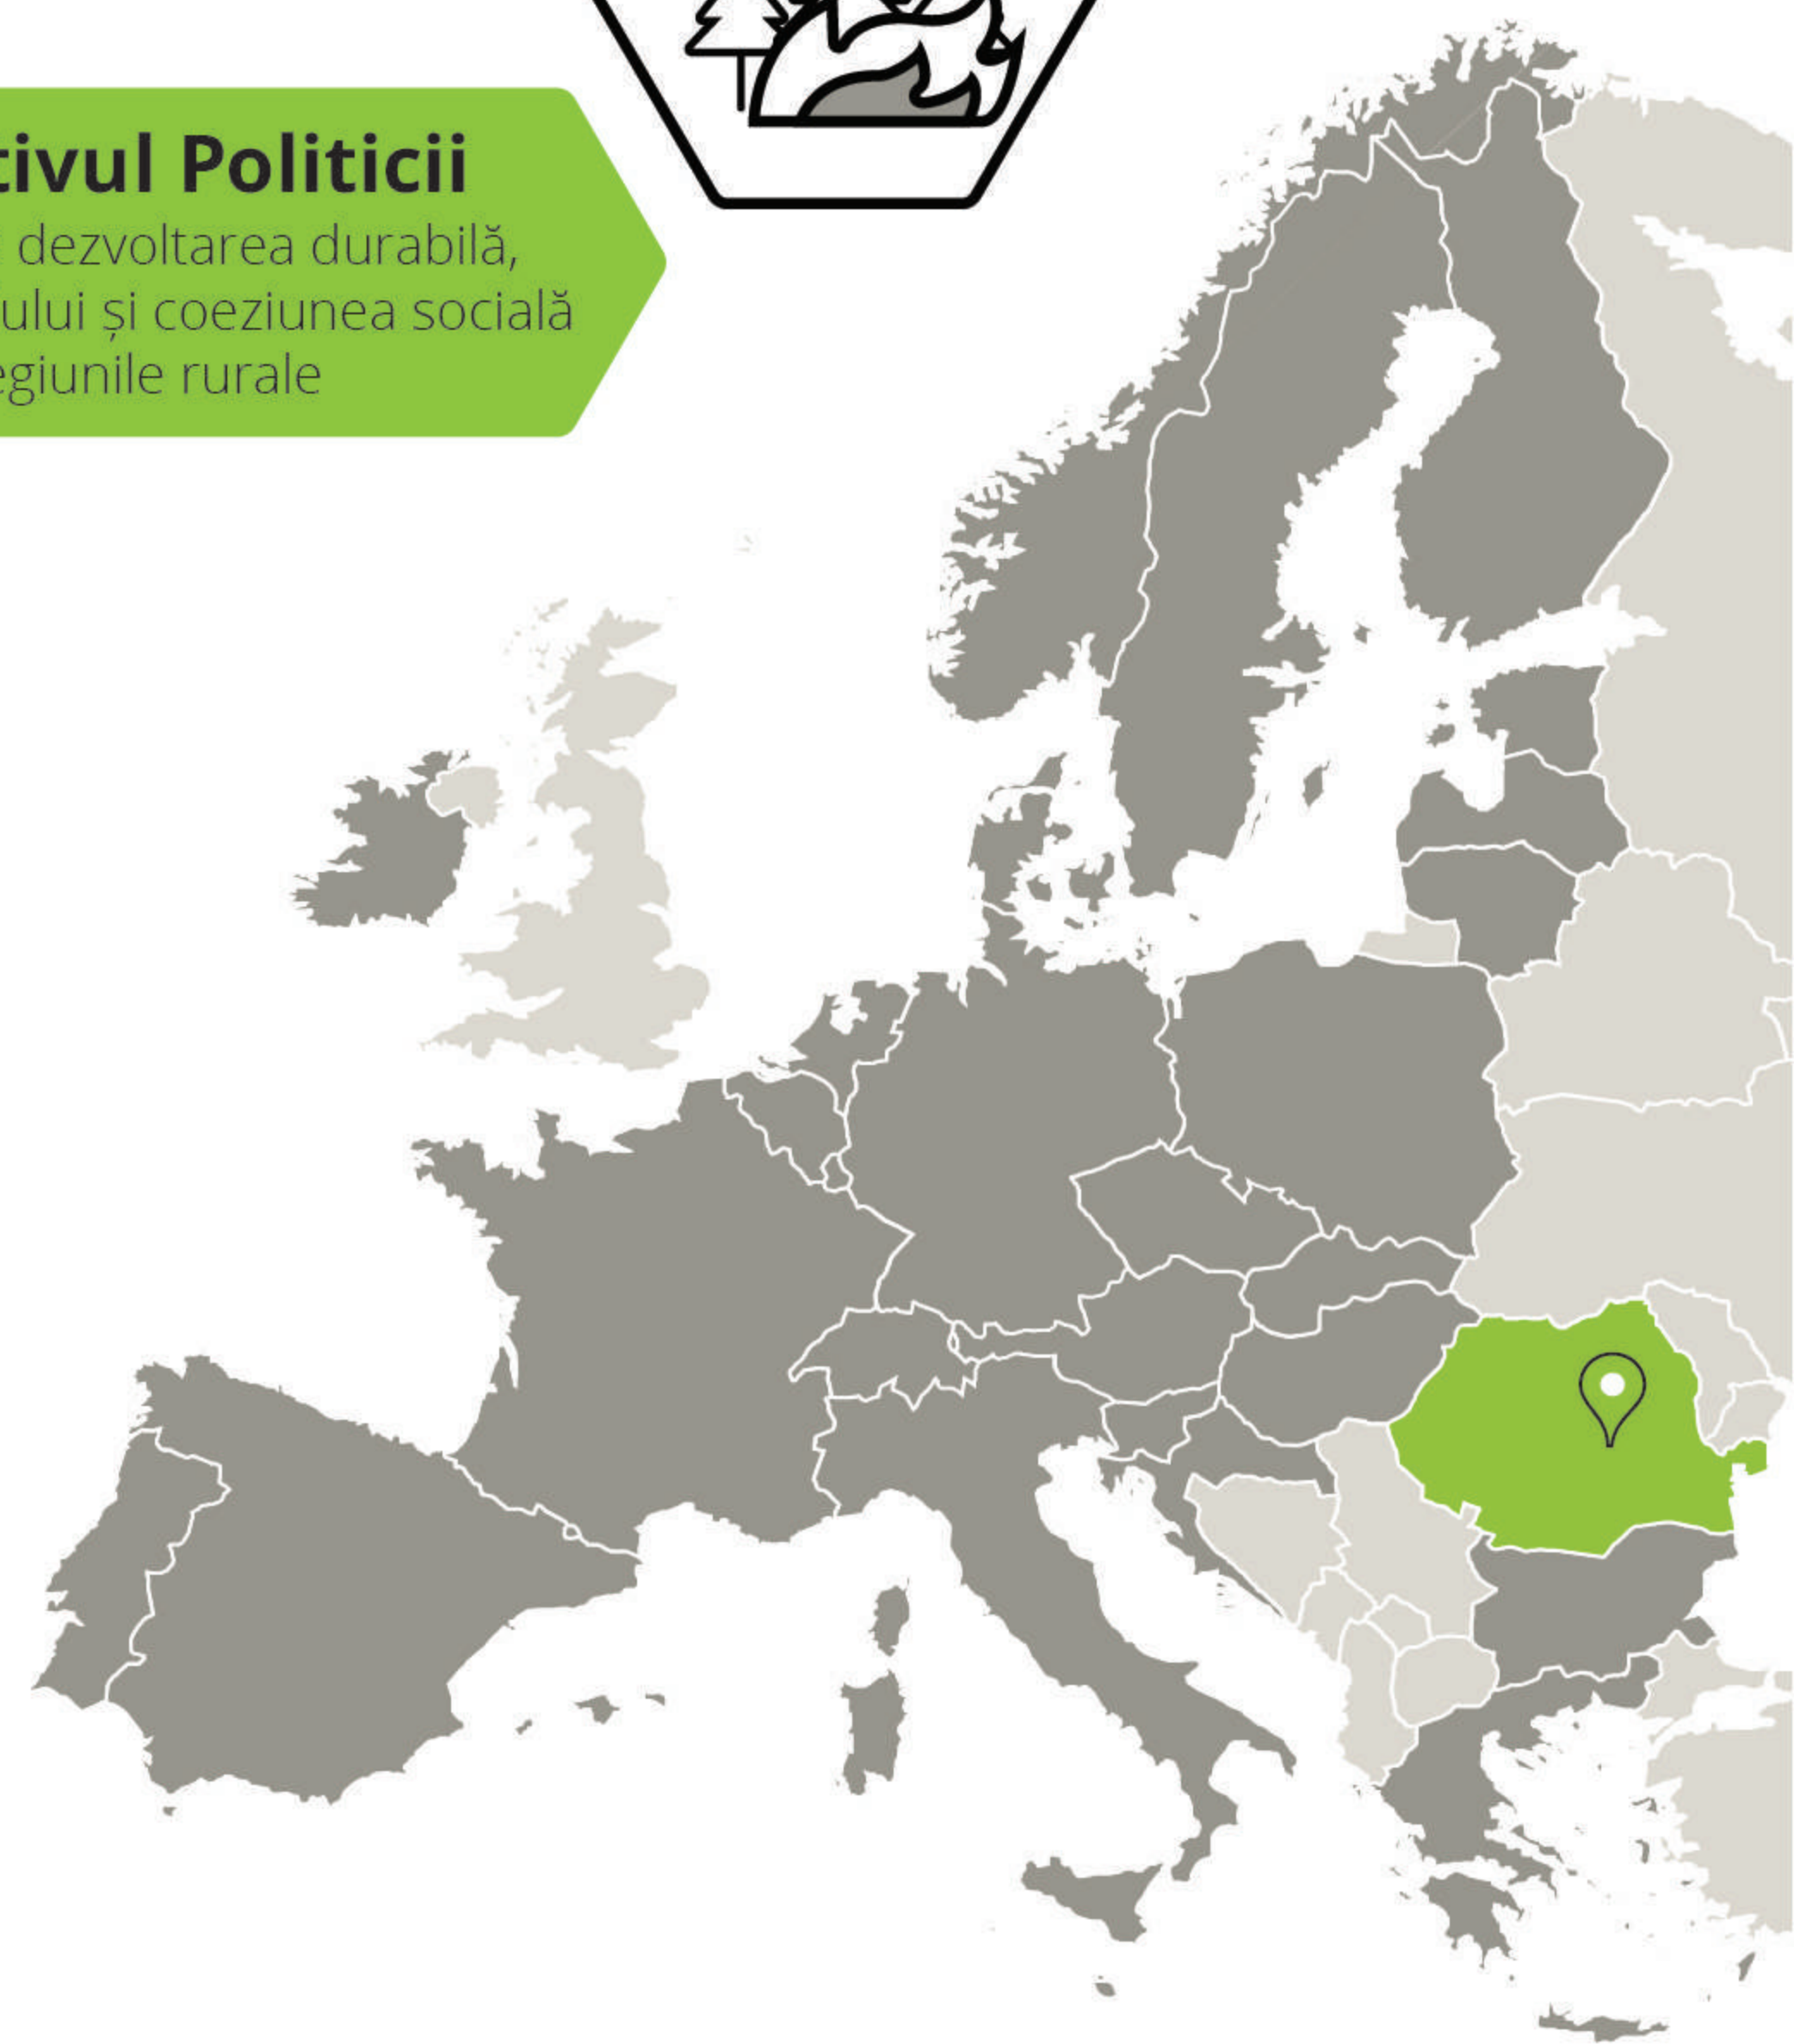 tivul Politicii
dezvoltarea durabilă,
ului și coeziunea socială
egiunile rurale